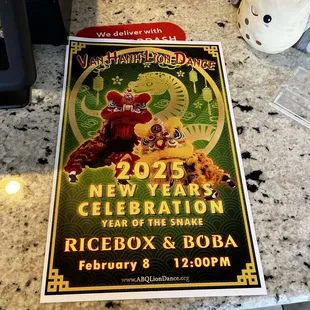 We deliver with
DASH
VAN HANH LION DANCE
2025
NEW YEARS
CELEBRATION
YEAR OF THE SNAKE
RICEBOX & BOBA
February 8 12:00PM
www.ABQLionDance.org